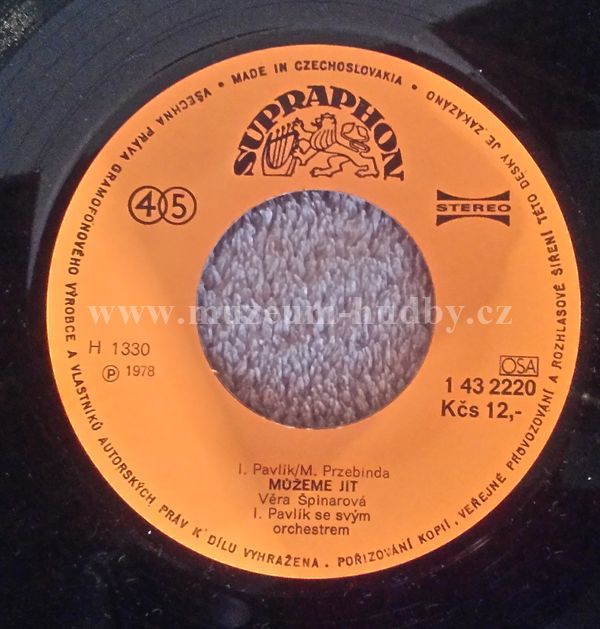 MADE IN CZECHOSLOVAKIA • VŠECHNA PRÁVA GRAMOFONOVÉHO VÝROBCE A VLASTNÍKŮ AUTORSKÝCH PRÁV K DÍLU VYHRAŽENA. POŘIZOVÁNÍ KOPIÍ, VEŘEJNÉ PROVOZOVÁNÍ A ROZHLASOVÉ ŠÍŘENÍ TÉTO DESKY JE ZAKÁZÁNO •
SUPRAPHON
45
STEREO
www.muzeum-hudby.cz
H 1330
℗ 1978
OSA
1 43 2220
Kčs 12,-
I. Pavlík/M. Przebinda
MŮŽEME JÍT
Věra Špinarová
I. Pavlík se svým
orchestrem